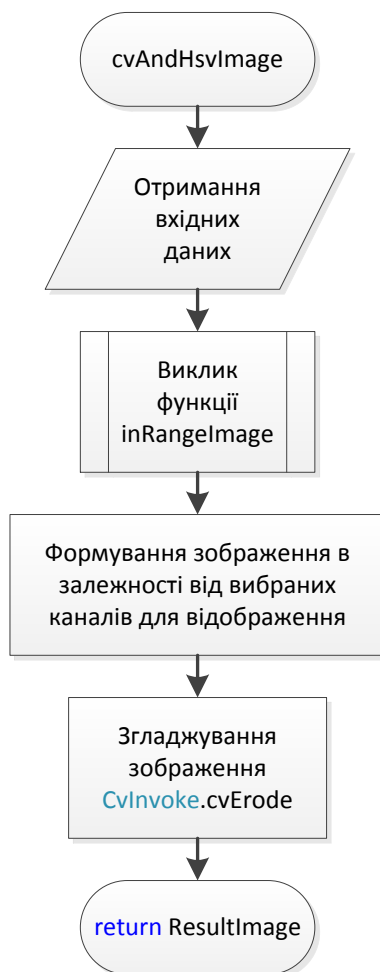 cvAndHsvImage
Отримання
вхідних
даних
Виклик
функції
inRangeImage
Формування зображення в
залежності від вибраних
каналів для відображення
Згладжування
зображення
CvInvoke.cvErode
return ResultImage